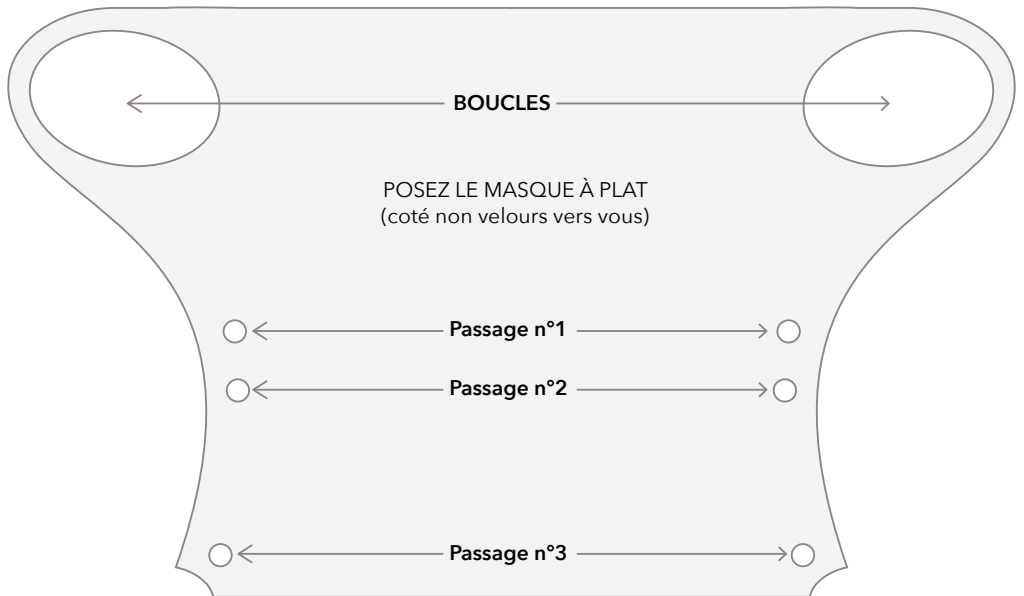 BOUCLES
POSEZ LE MASQUE À PLAT
(coté non velours vers vous)
Passage n°1
Passage n°2
Passage n°3